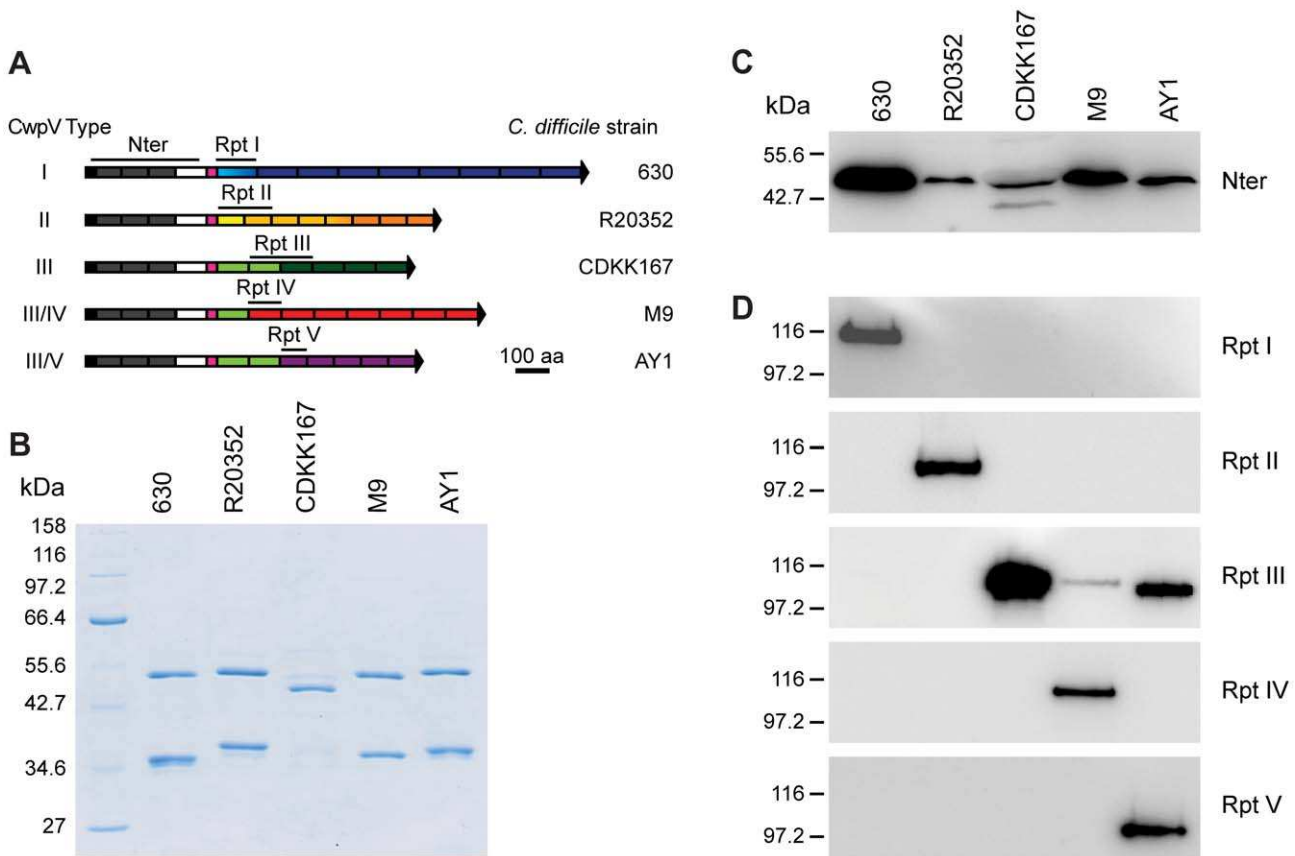 A
CwpV Type
C. difficile strain
Nter
Rpt I
I
630
Rpt II
II
R20352
Rpt III
III
CDKK167
Rpt IV
III/IV
M9
Rpt V
III/V
AY1
100 aa
B
kDa
630
R20352
CDKK167
M9
AY1
158
116
97.2
66.4
55.6
42.7
34.6
27
C
kDa
630
R20352
CDKK167
M9
AY1
55.6
42.7
Nter
D
116
97.2
Rpt I
116
97.2
Rpt II
116
97.2
Rpt III
116
97.2
Rpt IV
116
97.2
Rpt V